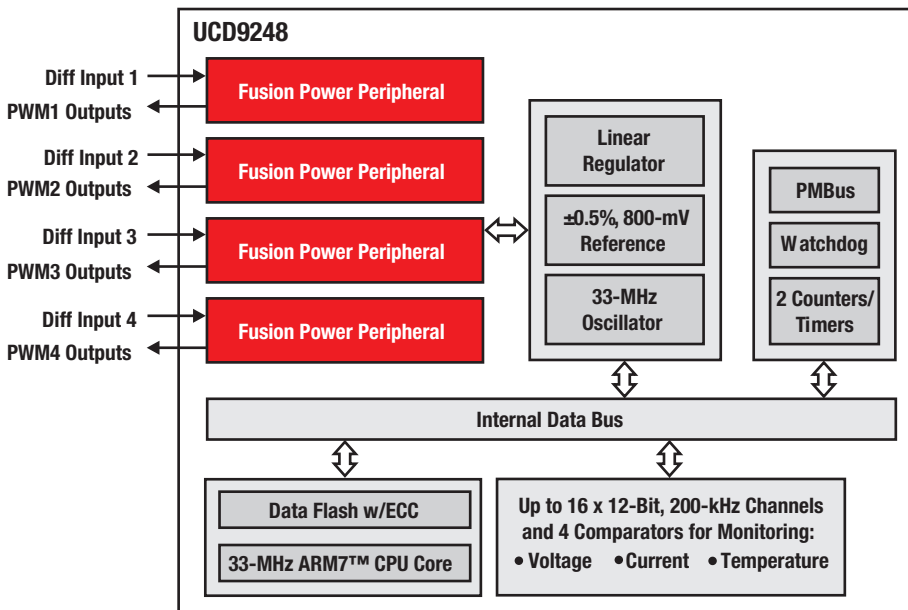 UCD9248
Diff Input 1
PWM1 Outputs
Fusion Power Peripheral
Diff Input 2
PWM2 Outputs
Fusion Power Peripheral
Diff Input 3
PWM3 Outputs
Fusion Power Peripheral
Diff Input 4
PWM4 Outputs
Fusion Power Peripheral
Linear
Regulator
±0.5%, 800-mV
Reference
33-MHz
Oscillator
PMBus
Watchdog
2 Counters/
Timers
Internal Data Bus
Data Flash w/ECC
33-MHz ARM7™ CPU Core
Up to 16 x 12-Bit, 200-kHz Channels
and 4 Comparators for Monitoring:
• Voltage • Current • Temperature